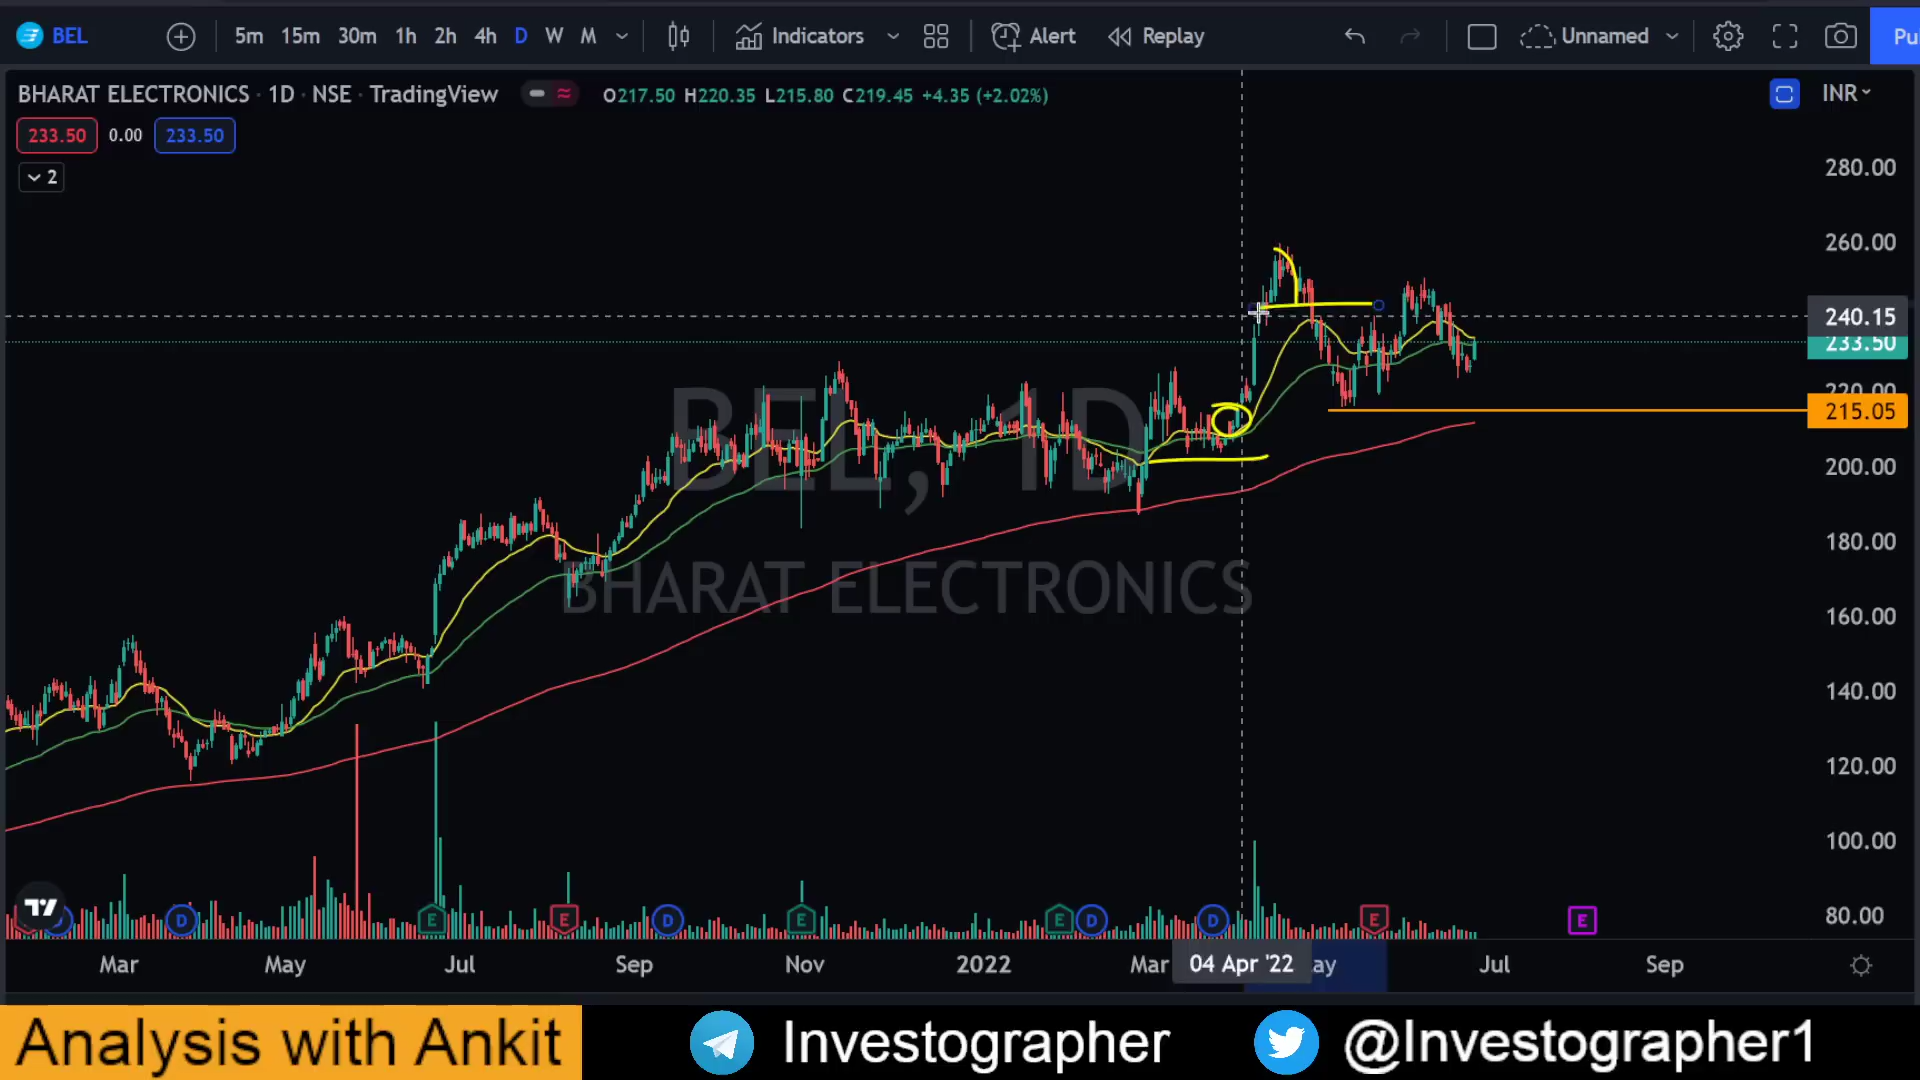 BEL 5m 15m 30m 1h 2h 4h D W M Indicators Alert Replay Unnamed Pu
BHARAT ELECTRONICS · 1D · NSE · TradingView O217.50 H220.35 L215.80 C219.45 +4.35 (+2.02%) INR
233.50 0.00 233.50
2
280.00
260.00
240.15
233.50
220.00
215.05
200.00
180.00
160.00
140.00
120.00
100.00
80.00
BEL, 1D
BHARAT ELECTRONICS
D E E D E E D D E E
Mar May Jul Sep Nov 2022 Mar 04 Apr '22 ay Jul Sep
Analysis with Ankit Investographer @Investographer1